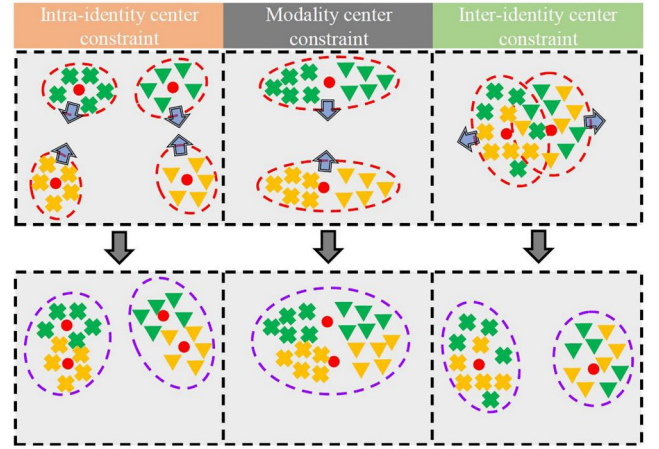 Intra-identity center
constraint
Modality center
constraint
Inter-identity center
constraint